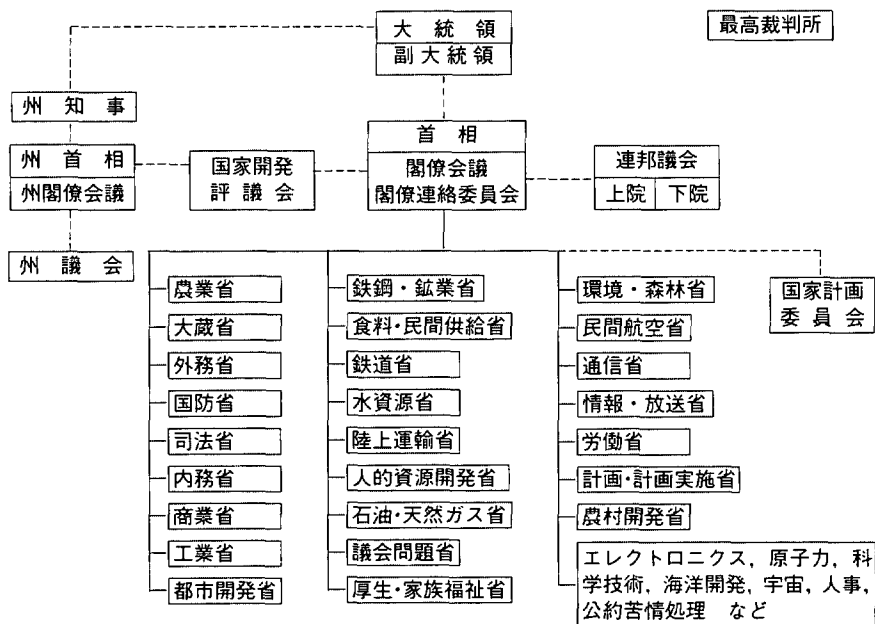 大統領
副大統領
最高裁判所
州知事
州首相
州閣僚会議
国家開発
評議会
首相
閣僚会議
閣僚連絡委員会
連邦議会
上院 下院
州議会
農業省
大蔵省
外務省
国防省
司法省
内務省
商業省
工業省
都市開発省
鉄鋼・鉱業省
食料・民間供給省
鉄道省
水資源省
陸上運輸省
人的資源開発省
石油・天然ガス省
議会問題省
厚生・家族福祉省
環境・森林省
民間航空省
通信省
情報・放送省
労働省
計画・計画実施省
農村開発省
エレクトロニクス,原子力,科
学技術,海洋開発,宇宙,人事,
公約苦情処理 など
国家計画
委員会